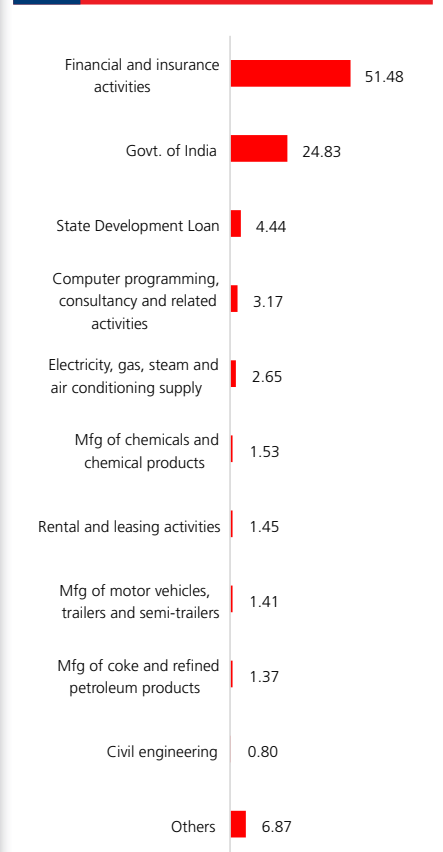 Financial and insurance
activities
51.48
Govt. of India
24.83
State Development Loan
4.44
Computer programming,
consultancy and related
activities
3.17
Electricity, gas, steam and
air conditioning supply
2.65
Mfg of chemicals and
chemical products
1.53
Rental and leasing activities
1.45
Mfg of motor vehicles,
trailers and semi-trailers
1.41
Mfg of coke and refined
petroleum products
1.37
Civil engineering
0.80
Others
6.87